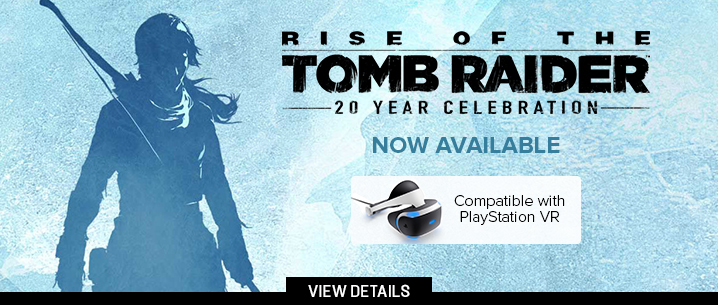 RISE OF THE
TOMB RAIDER
20 YEAR CELEBRATION
NOW AVAILABLE
Compatible with
PlayStation VR
VIEW DETAILS